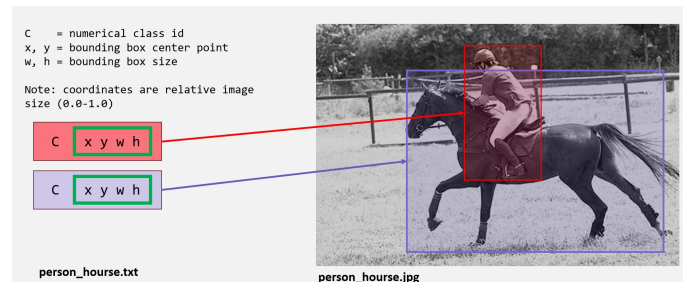 C    = numerical class id
x, y = bounding box center point
w, h = bounding box size
Note: coordinates are relative image
size (0.0-1.0)
C x y w h
C x y w h
person_hourse.txt
person_hourse.jpg